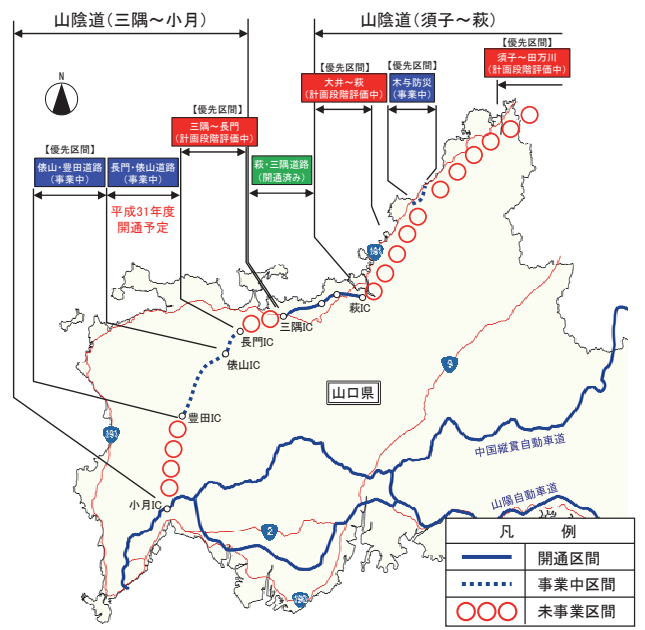 山陰道(三隅～小月)
山陰道(須子～萩)
【優先区間】
須子～田万川
(計画段階評価中)
【優先区間】
大井～萩
(計画段階評価中)
【優先区間】
木与防災
(事業中)
N
【優先区間】
三隅～長門
(計画段階評価中)
【優先区間】
俵山・豊田道路
(事業中)
長門・俵山道路
(事業中)
萩・三隅道路
(開通済み)
平成31年度
開通予定
191
萩IC
三隅IC
長門IC
俵山IC
9
山口県
豊田IC
191
中国縦貫自動車道
山陽自動車道
小月IC
2
190
凡 例
開通区間
事業中区間
未事業区間